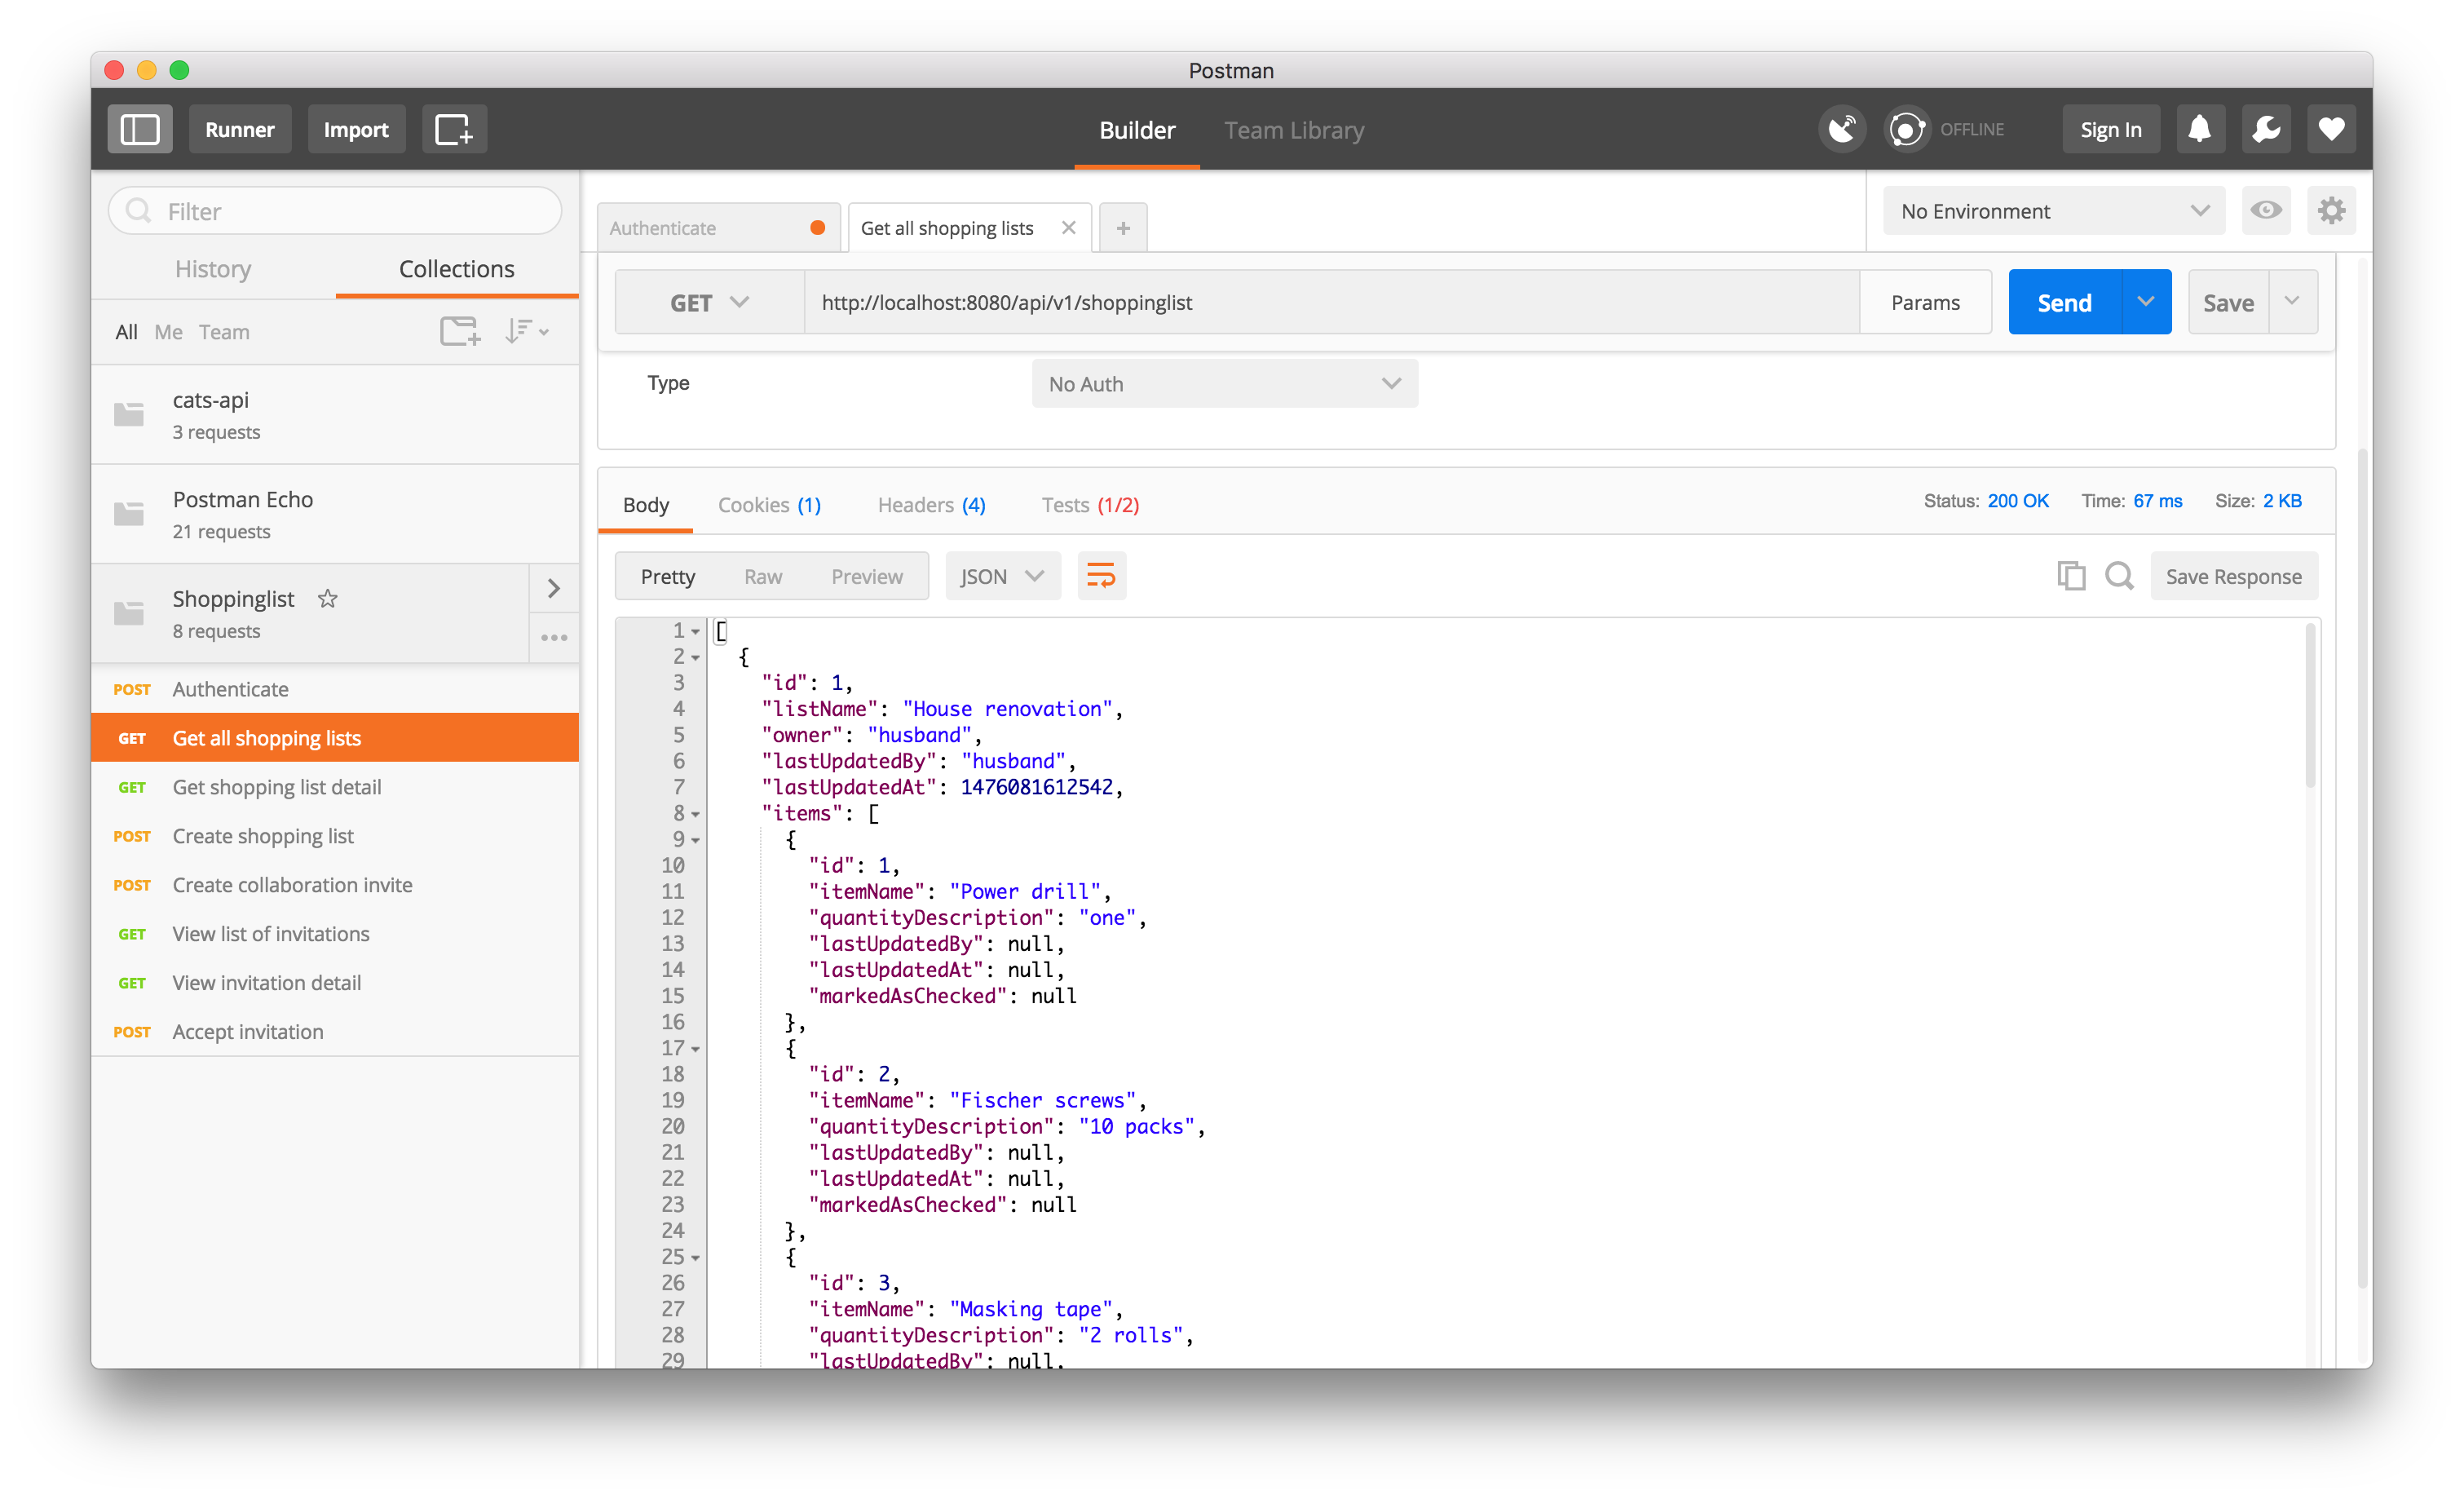 Postman
Runner Import Builder Team Library OFFLINE Sign In
Filter
History Collections
All Me Team
cats-api
3 requests
Postman Echo
21 requests
Shoppinglist
8 requests
POST Authenticate
GET Get all shopping lists
GET Get shopping list detail
POST Create shopping list
POST Create collaboration invite
GET View list of invitations
GET View invitation detail
POST Accept invitation
Authenticate Get all shopping lists No Environment
GET http://localhost:8080/api/v1/shoppinglist Params Send Save
Type No Auth
Body Cookies (1) Headers (4) Tests (1/2) Status: 200 OK Time: 67 ms Size: 2 KB
Pretty Raw Preview JSON Save Response
1 [
2 {
3 "id": 1,
4 "listName": "House renovation",
5 "owner": "husband",
6 "lastUpdatedBy": "husband",
7 "lastUpdatedAt": 1476081612542,
8 "items": [
9 {
10 "id": 1,
11 "itemName": "Power drill",
12 "quantityDescription": "one",
13 "lastUpdatedBy": null,
14 "lastUpdatedAt": null,
15 "markedAsChecked": null
16 },
17 {
18 "id": 2,
19 "itemName": "Fischer screws",
20 "quantityDescription": "10 packs",
21 "lastUpdatedBy": null,
22 "lastUpdatedAt": null,
23 "markedAsChecked": null
24 },
25 {
26 "id": 3,
27 "itemName": "Masking tape",
28 "quantityDescription": "2 rolls",
29 "lastUpdatedBy": null,